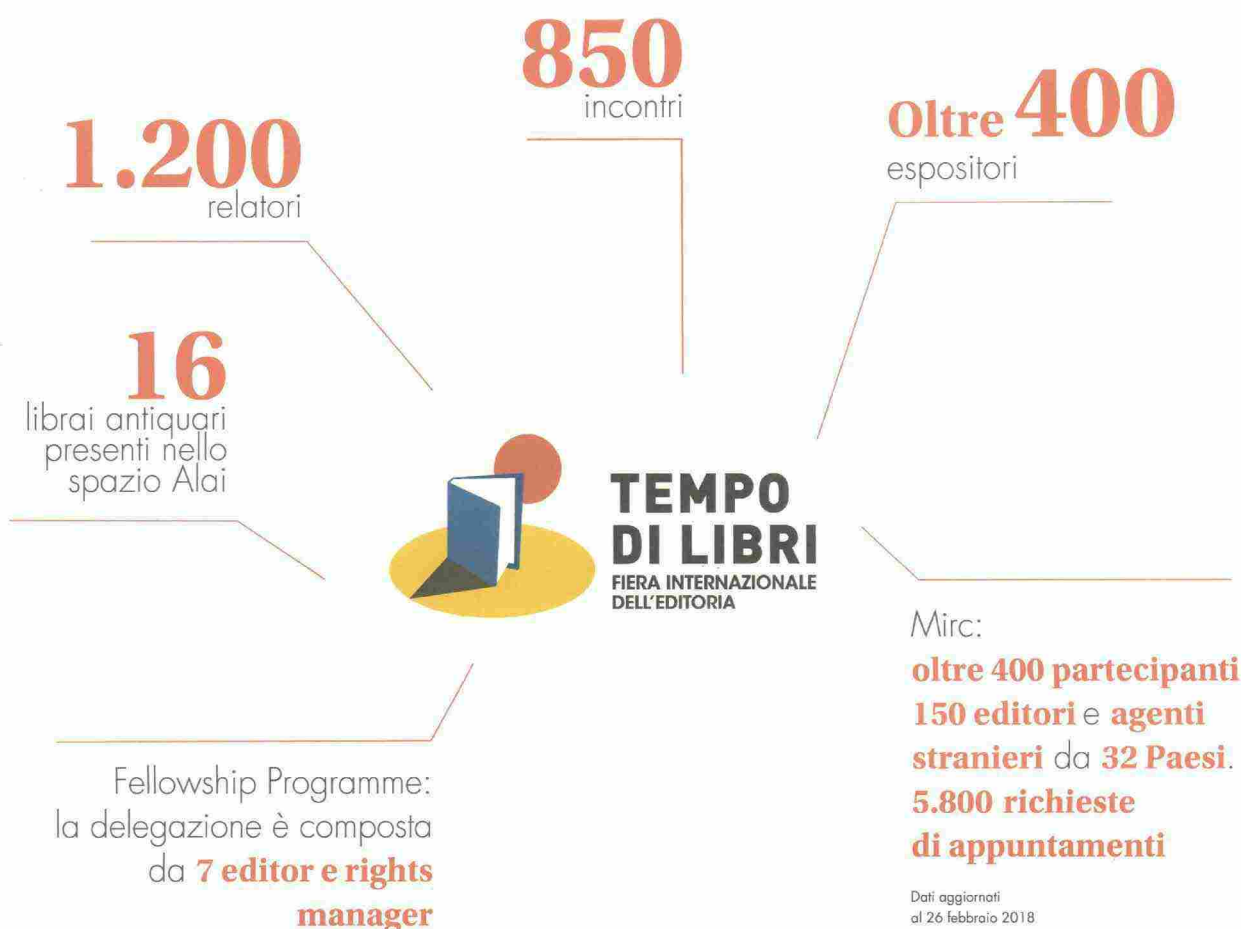 850
incontri
Oltre 400
espositori
1.200
relatori
16
librai antiquari
presenti nello
spazio Alai
TEMPO
DI LIBRI
FIERA INTERNAZIONALE
DELL'EDITORIA
Mirc:
oltre 400 partecipanti
150 editori e agenti
stranieri da 32 Paesi.
5.800 richieste
di appuntamenti
Fellowship Programme:
la delegazione è composta
da 7 editor e rights
manager
Dati aggiornati
al 26 febbraio 2018